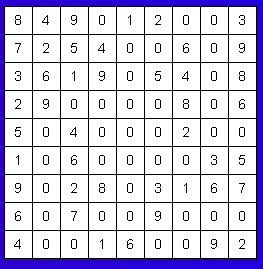 8 4 9 0 1 2 0 0 3
7 2 5 4 0 0 6 0 9
3 6 1 9 0 5 4 0 8
2 9 0 0 0 0 8 0 6
5 0 4 0 0 0 2 0 0
1 0 6 0 0 0 0 3 5
9 0 2 8 0 3 1 6 7
6 0 7 0 0 9 0 0 0
4 0 0 1 6 0 0 9 2